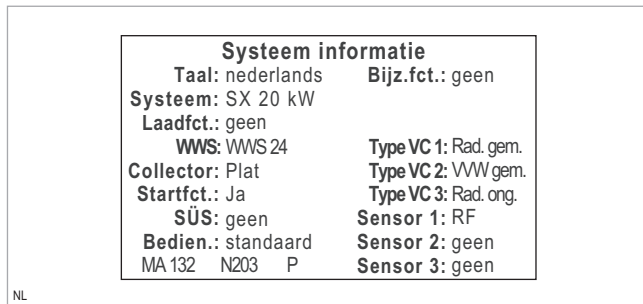 Systeem informatie
Taal: nederlands Bijz.fct.: geen
Systeem: SX 20 kW
Laadfct.: geen
WWS: WWS 24 Type VC 1: Rad. gem.
Collector: Plat Type VC 2: VVW gem.
Startfct.: Ja Type VC 3: Rad. ong.
SÜS: geen Sensor 1: RF
Bedien.: standaard Sensor 2: geen
MA 132 N203 P Sensor 3: geen
NL